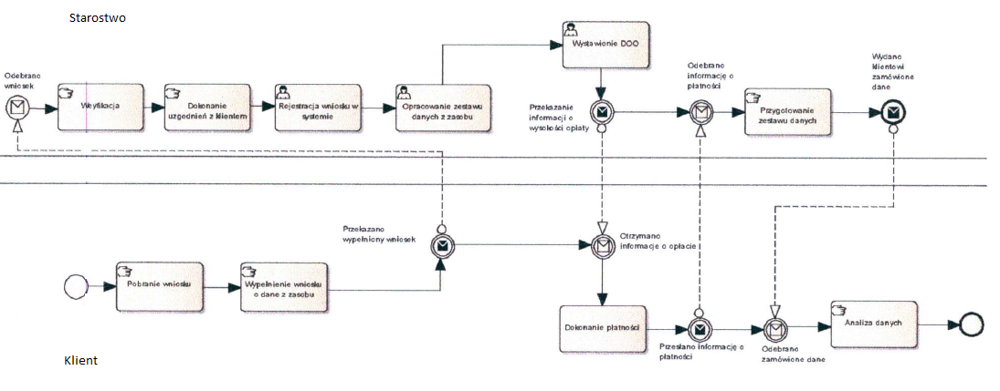 Starostwo
Odebrano
wniosek
Weyfikacja
Dokonanie
uzgodnień z klientem
Rejestracja wniosku w
systemie
Opracowanie zestawu
danych z zasobu
Wystawienie DOO
Przekazanie
informacji o
wysokości opłaty
Odebrano
informację o
płatności
Przygotowanie
zestawu danych
Wydano
klientowi
zamówione
dane
Pobranie wniosku
Wypełnienie wniosku
o dane z zasobu
Przekazano
wypełniony wniosek
Otrzymano
informacje o opłacie
Dokonanie płatności
Przesłano informację o
płatności
Odebrano
zamówione dane
Analiza danych
Klient